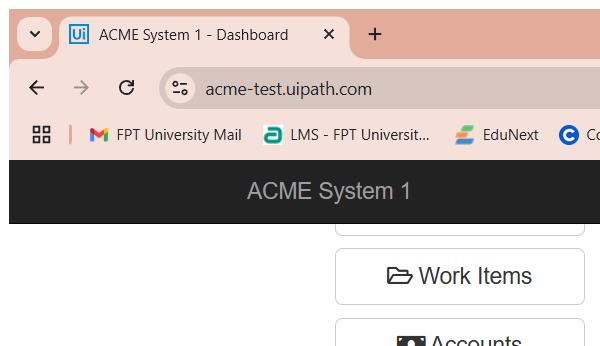 Ui ACME System 1 - Dashboard
acme-test.uipath.com
FPT University Mail LMS - FPT Universit... EduNext
ACME System 1
Work Items
Accounts